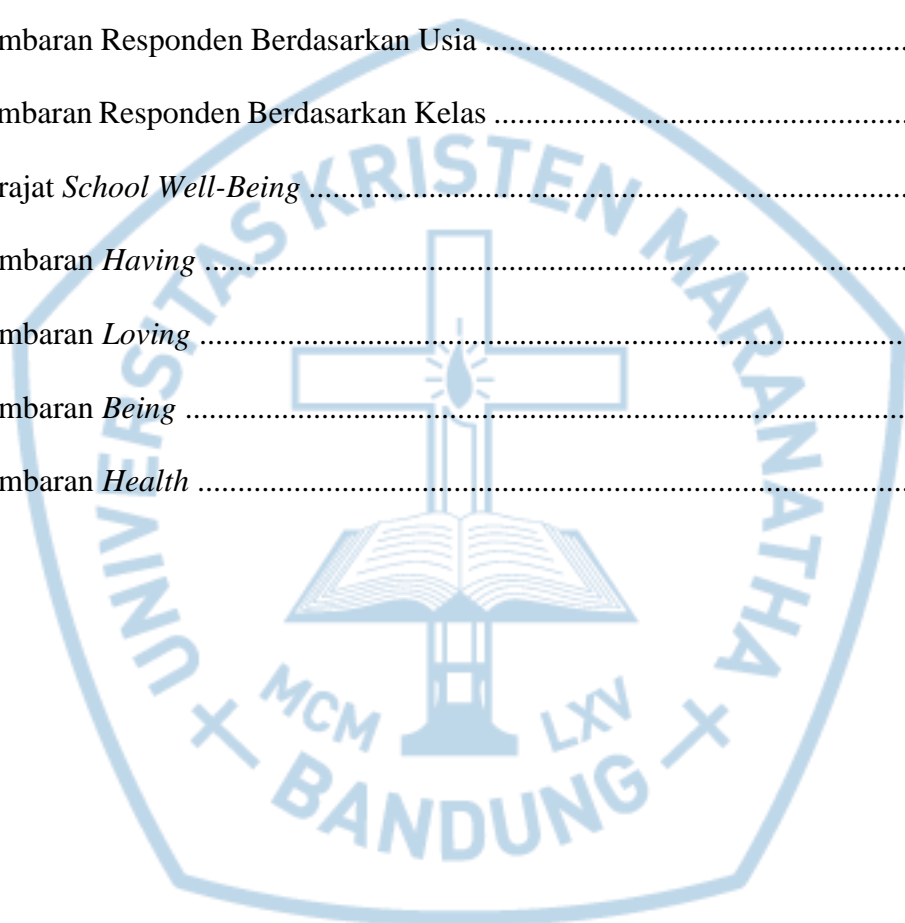 mbaran Responden Berdasarkan Usia ....................................................
mbaran Responden Berdasarkan Kelas ...................................................
rajat School Well-Being ..........................................................................
mbaran Having .......................................................................................
mbaran Loving .......................................................................................
mbaran Being .........................................................................................
mbaran Health ........................................................................................
UNIVERSITAS KRISTEN MARANATHA
MCM LXV
BANDUNG